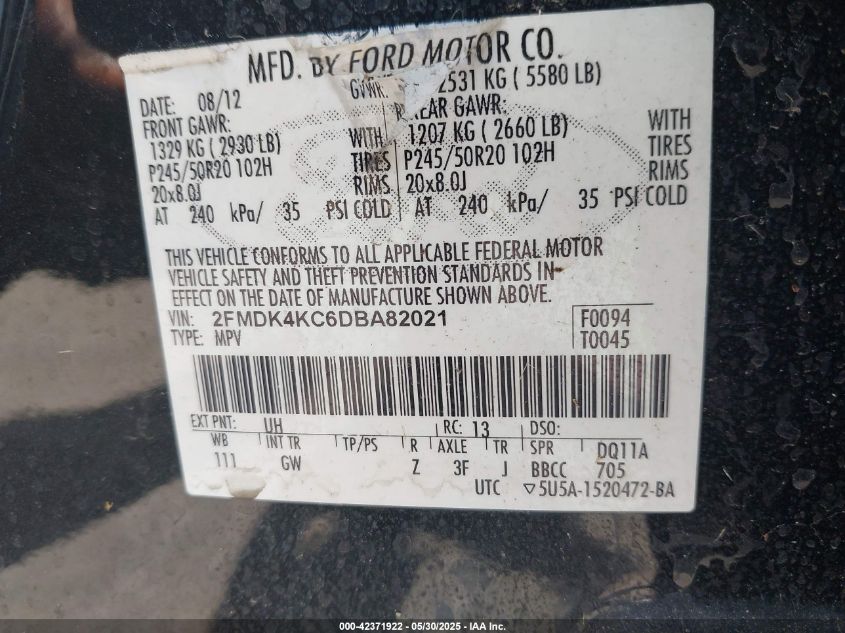 MFD. BY FORD MOTOR CO.
DATE: 08/12 GVWR 2531 KG ( 5580 LB)
FRONT GAWR: REAR GAWR:
1329 KG ( 2930 LB) WITH 1207 KG ( 2660 LB) WITH
P245/50R20 102H TIRES P245/50R20 102H TIRES
20x8.0J RIMS 20x8.0J RIMS
AT 240 kPa/ 35 PSI COLD AT 240 kPa/ 35 PSI COLD
THIS VEHICLE CONFORMS TO ALL APPLICABLE FEDERAL MOTOR
VEHICLE SAFETY AND THEFT PREVENTION STANDARDS IN-
EFFECT ON THE DATE OF MANUFACTURE SHOWN ABOVE.
VIN: 2FMDK4KC6DBA82021 F0094
TYPE: MPV T0045
EXT PNT: UH RC: 13 DSO:
WB INT TR TP/PS R AXLE TR SPR DQ11A
111 GW Z 3F J BBCC 705
UTC ▽5U5A-1520472-BA
000-42371922 — 05/30/2025 — IAA Inc.